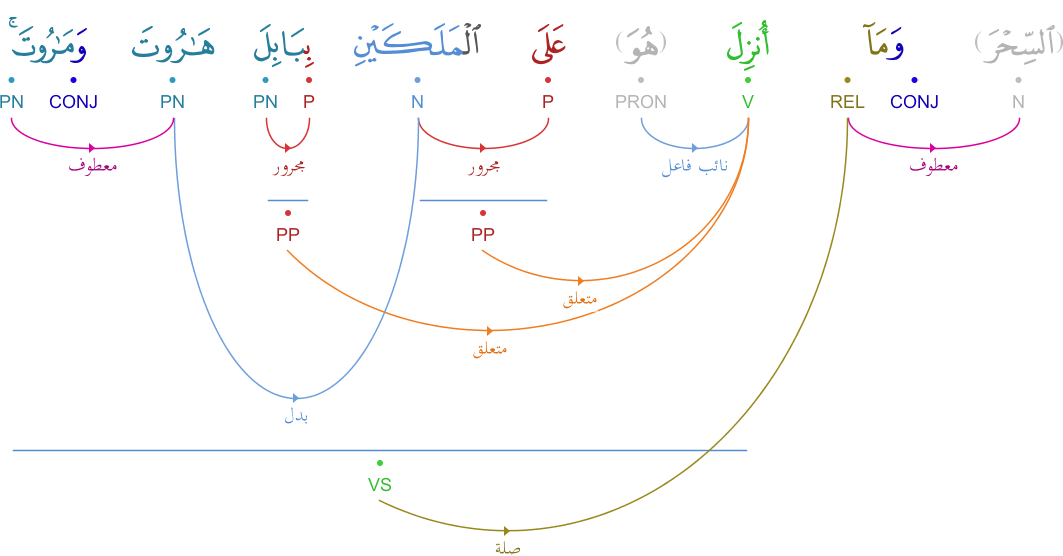 (ٱلسِّحْرَ) وَمَآ أُنزِلَ (هُوَ) عَلَى ٱلْمَلَكَيْنِ بِبَابِلَ هَـٰرُوتَ وَمَـٰرُوتَ ۚ
N CONJ REL V PRON P N P PN PN CONJ PN
معطوف نائب فاعل مجرور مجرور معطوف
PP PP
متعلق
متعلق
بدل
VS
صلة